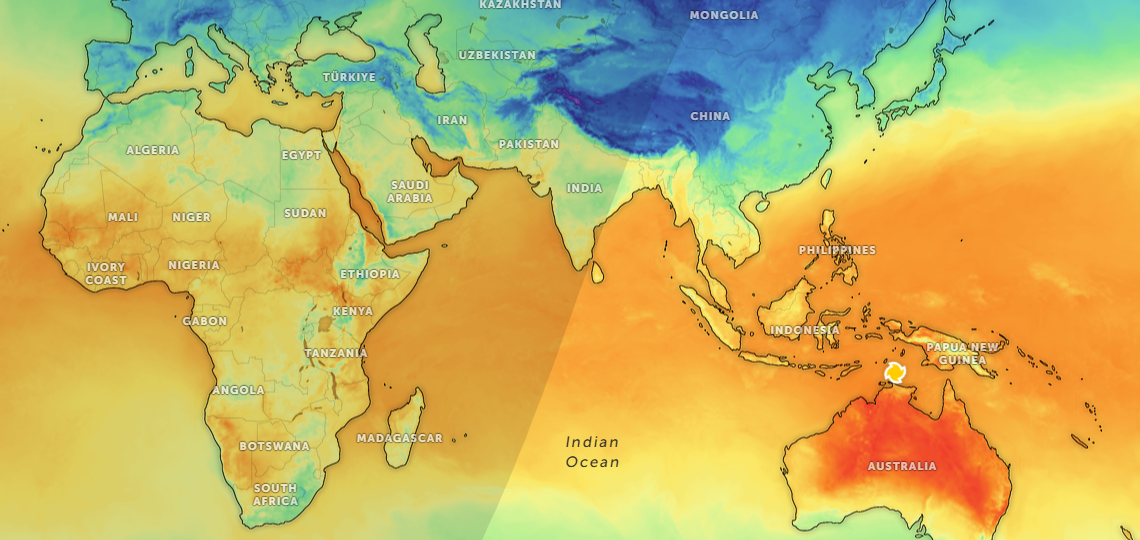 KAZAKHSTAN
MONGOLIA
UZBEKISTAN
TÜRKIYE
IRAN
CHINA
PAKISTAN
ALGERIA
EGYPT
SAUDI
ARABIA
INDIA
MALI
NIGER
SUDAN
PHILIPPINES
NIGERIA
IVORY
COAST
ETHIOPIA
KENYA
GABON
INDONESIA
TANZANIA
PAPUA NEW
GUINEA
ANGOLA
MADAGASCAR
BOTSWANA
Indian
Ocean
AUSTRALIA
SOUTH
AFRICA